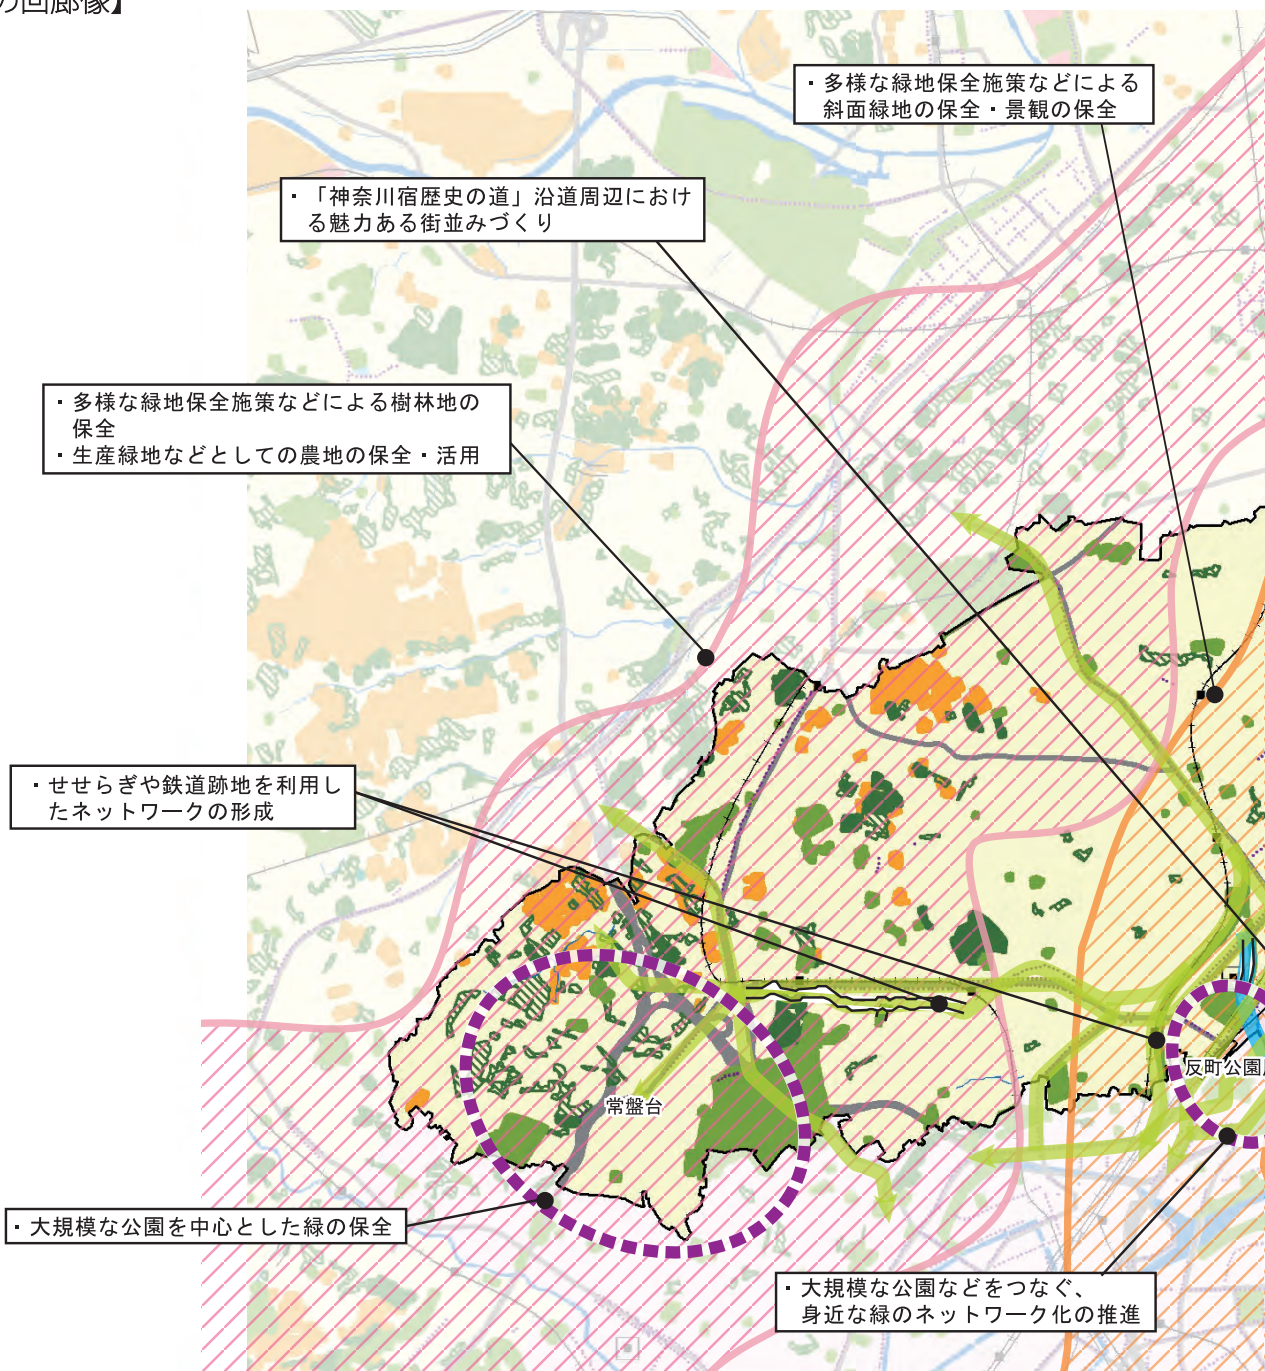 の回廊像】
・多様な緑地保全施策などによる
斜面緑地の保全・景観の保全
・「神奈川宿歴史の道」沿道周辺におけ
る魅力ある街並みづくり
・多様な緑地保全施策などによる樹林地の
保全
・生産緑地などとしての農地の保全・活用
・せせらぎや鉄道跡地を利用し
たネットワークの形成
反町公園
常盤台
・大規模な公園を中心とした緑の保全
・大規模な公園などをつなぐ、
身近な緑のネットワーク化の推進